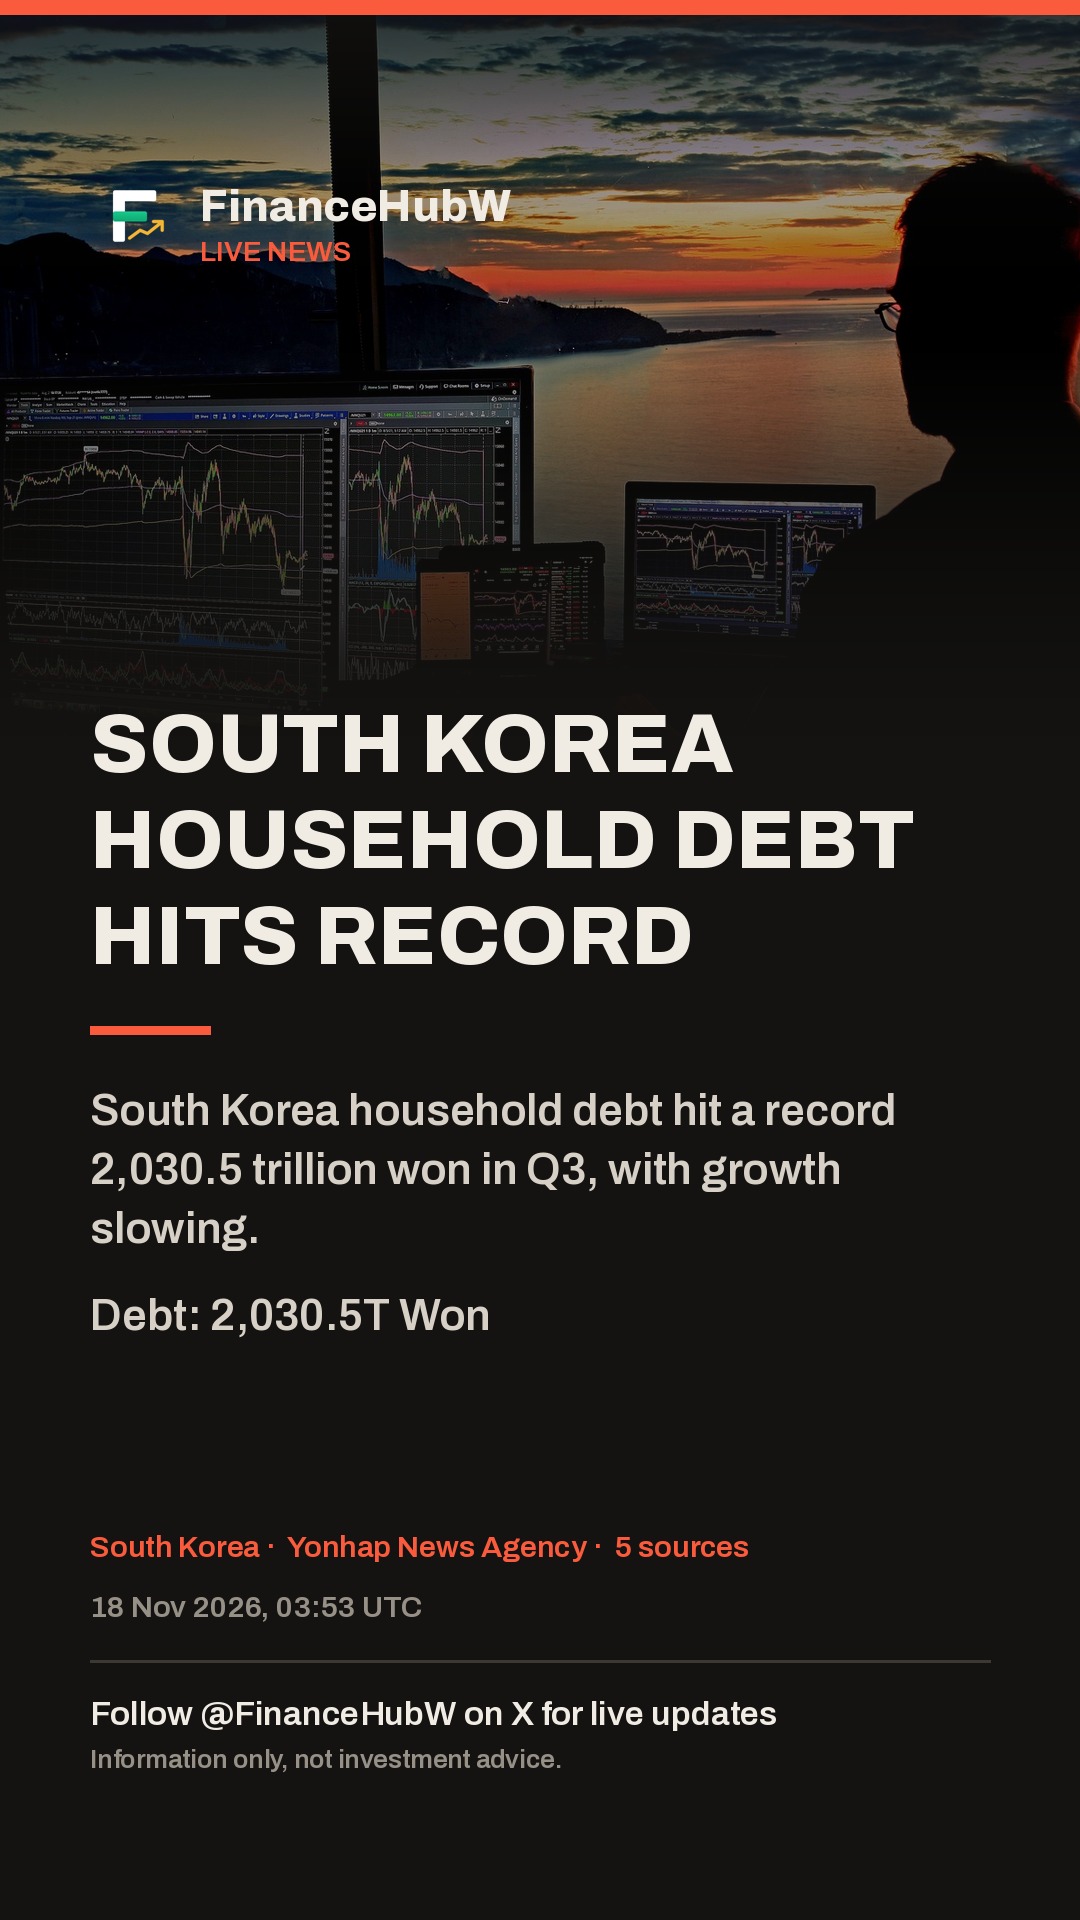 FinanceHubW
LIVE NEWS
SOUTH KOREA
HOUSEHOLD DEBT
HITS RECORD
South Korea household debt hit a record
2,030.5 trillion won in Q3, with growth
slowing.
Debt: 2,030.5T Won
South Korea · Yonhap News Agency · 5 sources
18 Nov 2026, 03:53 UTC
Follow @FinanceHubW on X for live updates
Information only, not investment advice.